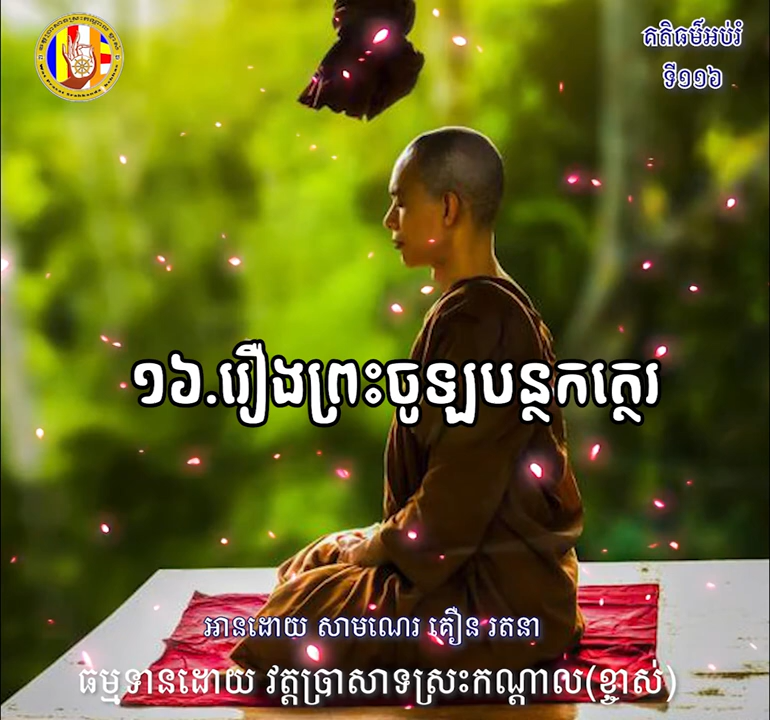 គតិធម៌អប់រំ
ទី១១៦
១៦.រឿងព្រះចូឡបន្ថកត្ថេរ
អានដោយ សាមណេរ គឿន រតនា
ធម្មទានដោយ វត្តប្រាសាទស្រះកណ្តាល(ខ្ចាស់)